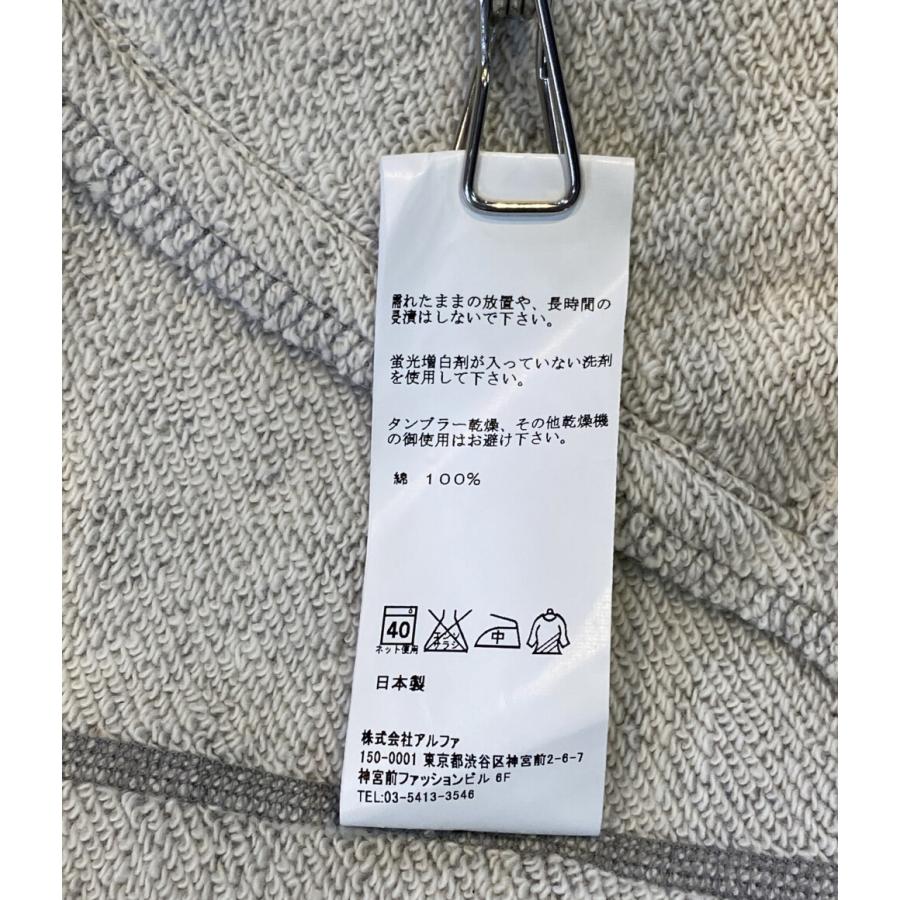 濡れたままの放置や、長時間の
浸漬はしないで下さい。
蛍光増白剤が入っていない洗剤
を使用して下さい。
タンブラー乾燥、その他乾燥機
の御使用はお避け下さい。
綿 100%
40
ネット使用
エンソ
サラシ
中
日本製
株式会社アルファ
150-0001 東京都渋谷区神宮前2-6-7
神宮前ファッションビル 6F
TEL:03-5413-3546